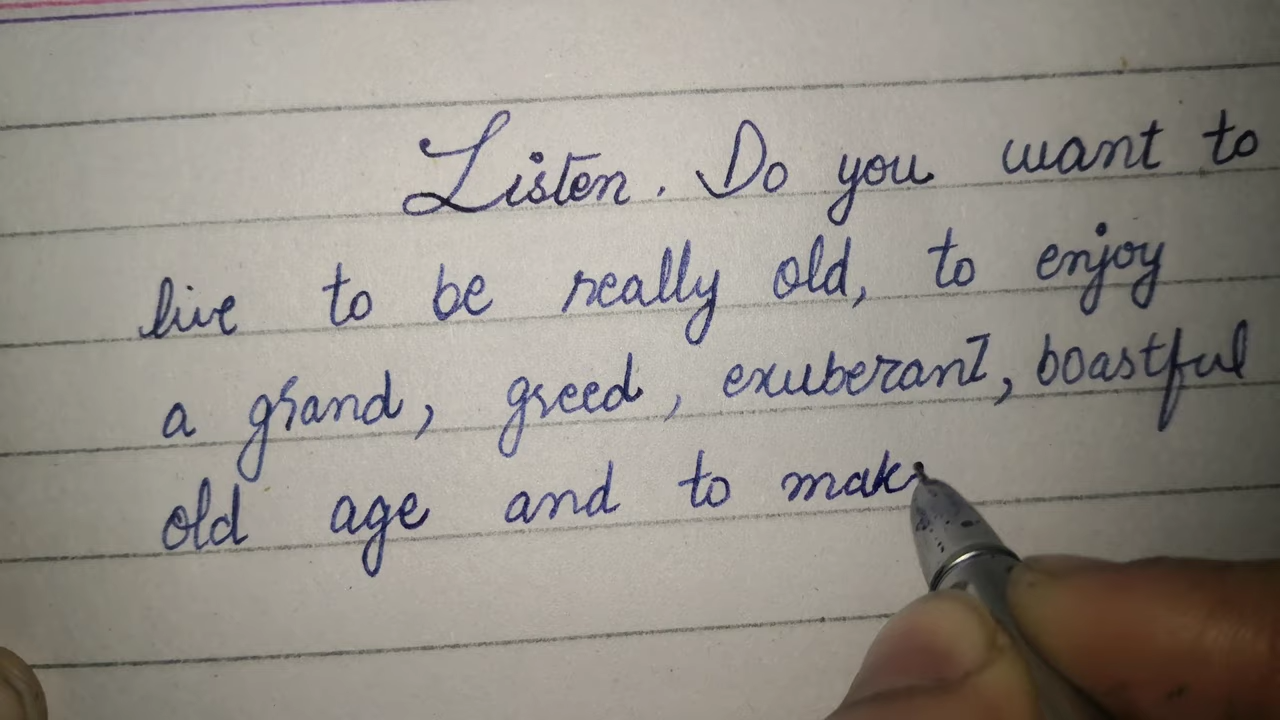 Listen. Do you want to
live to be really old, to enjoy
a grand, greed, exuberant, boastful
old age and to mak